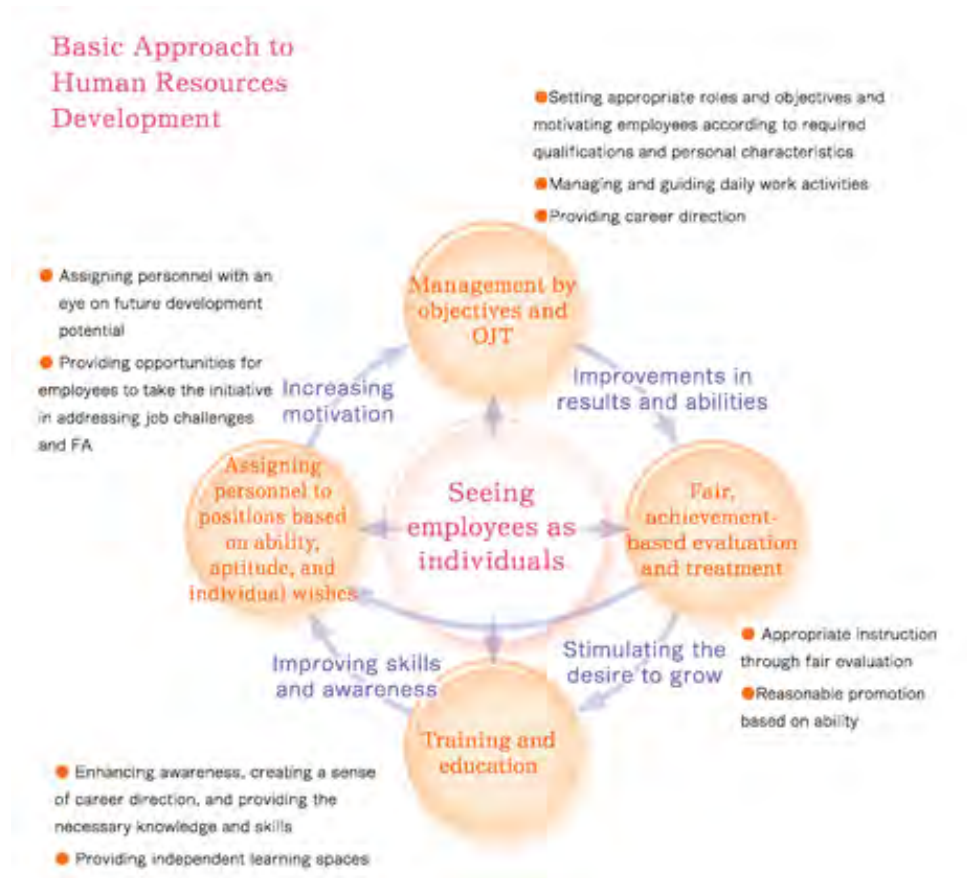 Basic Approach to
Human Resources
Development
●Setting appropriate roles and objectives and
motivating employees according to required
qualifications and personal characteristics
●Managing and guiding daily work activities
●Providing career direction
Management by
objectives and
OJT
● Assigning personnel with an
eye on future development
potential
● Providing opportunities for
employees to take the initiative
in addressing job challenges
and FA
Increasing
motivation
Improvements in
results and abilities
Assigning
personnel to
positions based
on ability,
aptitude, and
individual wishes
Seeing
employees as
individuals
Fair,
achievement-
based evaluation
and treatment
Improving skills
and awareness
Stimulating the
desire to grow
● Appropriate instruction
through fair evaluation
●Reasonable promotion
based on ability
Training and
education
● Enhancing awareness, creating a sense
of career direction, and providing the
necessary knowledge and skills
● Providing independent learning spaces